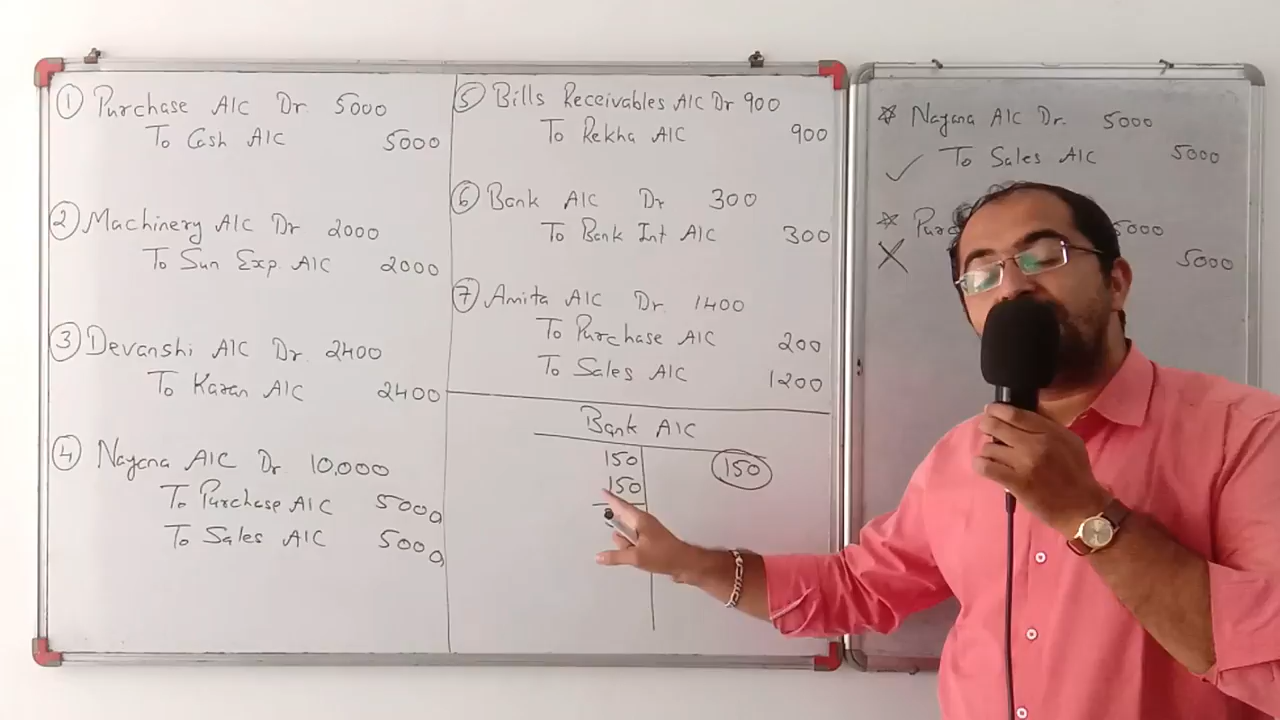 ① Purchase A/C Dr. 5000
To Cash A/C 5000
② Machinery A/C Dr 2000
To Sun Exp. A/C 2000
③ Devanshi A/C Dr. 2400
To Karan A/C 2400
④ Nayana A/C Dr. 10,000
To Purchase A/C 5000
To Sales A/C 5000
⑤ Bills Receivables A/C Dr 900
To Rekha A/C 900
⑥ Bank A/C Dr 300
To Bank Int A/C 300
⑦ Amita A/C Dr. 1400
To Purchase A/C 200
To Sales A/C 1200
Bank A/C
150 150
150
☆ Nayana A/C Dr. 5000
✓ To Sales A/C 5000
☆ 5000
X 5000